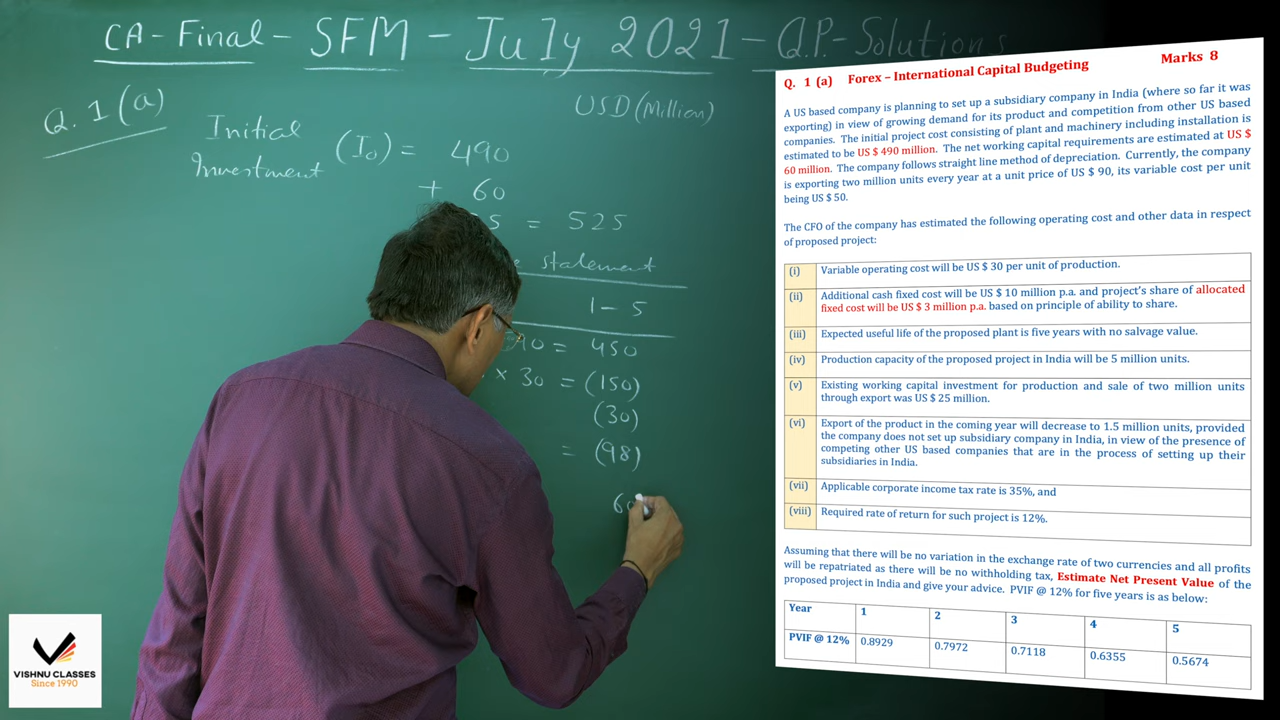 CA-Final-SFM-July 2021-Q.P.-Solutions
Q.1(a)
USD(Million)
Initial
Investment
(I₀) = 490
+ 60
5 = 525
statement
1-5
90 = 450
× 30 = (150)
(30)
= (98)
Q. 1 (a) Forex – International Capital Budgeting Marks 8
A US based company is planning to set up a subsidiary company in India (where so far it was
exporting) in view of growing demand for its product and competition from other US based
companies. The initial project cost consisting of plant and machinery including installation is
estimated to be US $ 490 million. The net working capital requirements are estimated at US $
60 million. The company follows straight line method of depreciation. Currently, the company
is exporting two million units every year at a unit price of US $ 90, its variable cost per unit
being US $ 50.
The CFO of the company has estimated the following operating cost and other data in respect
of proposed project:
(i) Variable operating cost will be US $ 30 per unit of production.
(ii) Additional cash fixed cost will be US $ 10 million p.a. and project's share of allocated
fixed cost will be US $ 3 million p.a. based on principle of ability to share.
(iii) Expected useful life of the proposed plant is five years with no salvage value.
(iv) Production capacity of the proposed project in India will be 5 million units.
(v) Existing working capital investment for production and sale of two million units
through export was US $ 25 million.
(vi) Export of the product in the coming year will decrease to 1.5 million units, provided
the company does not set up subsidiary company in India, in view of the presence of
competing other US based companies that are in the process of setting up their
subsidiaries in India.
(vii) Applicable corporate income tax rate is 35%, and
(viii) Required rate of return for such project is 12%.
Assuming that there will be no variation in the exchange rate of two currencies and all profits
will be repatriated as there will be no withholding tax, Estimate Net Present Value of the
proposed project in India and give your advice. PVIF @ 12% for five years is as below:
Year 1 2 3 4 5
PVIF @ 12% 0.8929 0.7972 0.7118 0.6355 0.5674
VISHNU CLASSES
Since 1990